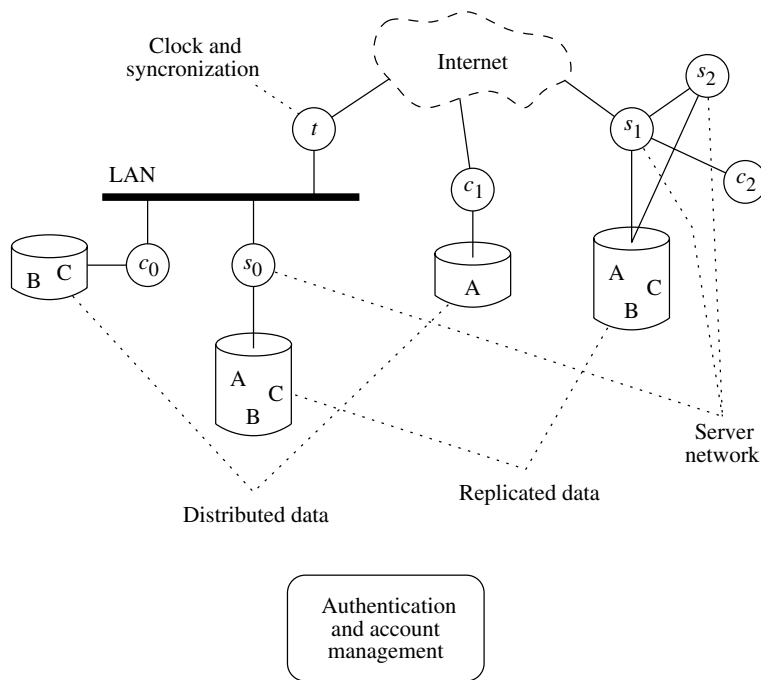 Clock and
syncronization
Internet
s2
t
s1
LAN
c1
c2
B
C
c0
s0
A
A
B
C
A
B
C
Server
network
Replicated data
Distributed data
Authentication
and account
management